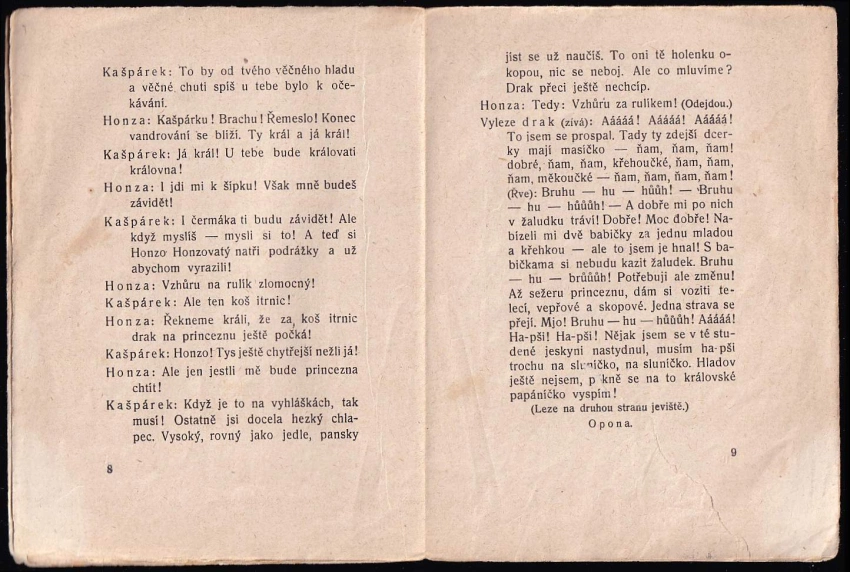 Kašpárek: To by od tvého věčného hladu
a věčné chuti spíš u tebe bylo k oče-
kávání.
Honza: Kašpárku! Brachu! Řemeslo! Konec
vandrování se blíží. Ty král a já král!
Kašpárek: Já král! U tebe bude kralovati
královna!
Honza: I jdi mi k šípku! Však mně budeš
závidět!
Kašpárek: I čermáka ti budu závidět! Ale
když myslíš — mysli si to! A teď si
Honzo Honzovatý natři podrážky a už
abychom vyrazili!
Honza: Vzhůru na rulík zlomocný!
Kašpárek: Ale ten koš itrnic!
Honza: Řekneme králi, že za koš itrnic
drak na princeznu ještě počká!
Kašpárek: Honzo! Tys ještě chytřejší nežli já!
Honza: Ale jen jestli mě bude princezna
chtít!
Kašpárek: Když je to na vyhláškách, tak
musí! Ostatně jsi docela hezký chla-
pec. Vysoký, rovný jako jedle, pansky
8
jíst se už naučíš. To oni tě holenku o-
kopou, nic se neboj. Ale co mluvíme?
Drak přeci ještě nechcíp.
Honza: Tedy: Vzhůru za rulíkem! (Odejdou.)
Vyleze drak (zívá): Aáááá! Aáááá! Aáááá!
To jsem se prospal. Tady ty zdejší dcer-
ky mají masíčko — ňam, ňam, ňam!
dobré, ňam, ňam, křehoučké, ňam, ňam,
ňam, měkoučké — ňam, ňam, ňam, ňam!
(Řve): Bruhu — hu — hůůh! — Bruhu
— hu — hůůůh! — A dobře mi po nich
v žaludku tráví! Dobře! Moc dobře! Na-
bízeli mi dvě babičky za jednu mladou
a křehkou — ale to jsem je hnal! S ba-
bičkama si nebudu kazit žaludek. Bruhu
— hu — brůůůh! Potřebuji ale změnu!
Až sežeru princeznu, dám si voziti te-
lecí, vepřové a skopové. Jedna strava se
přejí. Mjo! Bruhu — hu — hůůůh! Aáááá!
Ha-pší! Ha-pší! Nějak jsem se v té stu-
dené jeskyni nastydnul, musím ha-pší
trochu na sluníčko, na sluníčko. Hladov
ještě nejsem, pěkně se na to královské
papáníčko vyspím!
(Leze na druhou stranu jeviště.)
Opona.
9